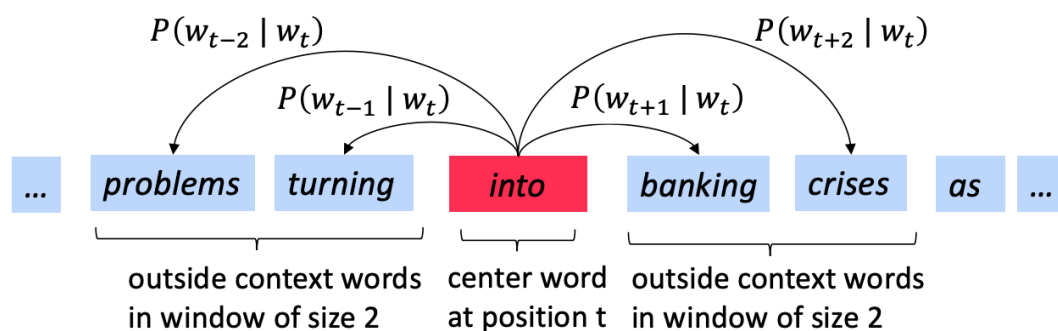 P(w_{t−2} | w_t)
P(w_{t+2} | w_t)
P(w_{t−1} | w_t)
P(w_{t+1} | w_t)
... problems turning into banking crises as ...
outside context words
in window of size 2
center word
at position t
outside context words
in window of size 2